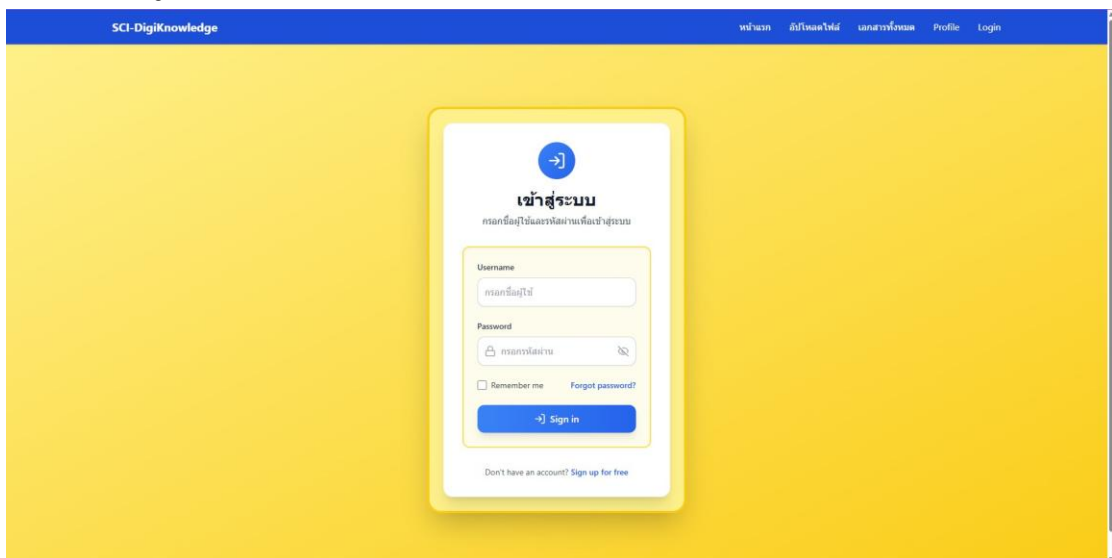 SCI-DigiKnowledge หน้าแรก อัปโหลดไฟล์ เอกสารทั้งหมด Profile Login
เข้าสู่ระบบ
กรอกชื่อผู้ใช้และรหัสผ่านเพื่อเข้าสู่ระบบ
Username
กรอกชื่อผู้ใช้
Password
กรอกรหัสผ่าน
Remember me Forgot password?
Sign in
Don't have an account? Sign up for free